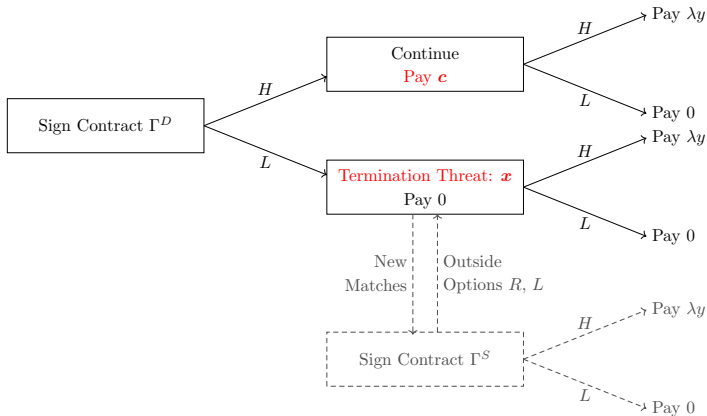 Pay λy
H
Continue
Pay c
H
L
Sign Contract Γ^D
Pay 0
Pay λy
H
L
Termination Threat: x
Pay 0
L
Pay 0
New
Matches
Outside
Options R, L
Pay λy
H
Sign Contract Γ^S
L
Pay 0